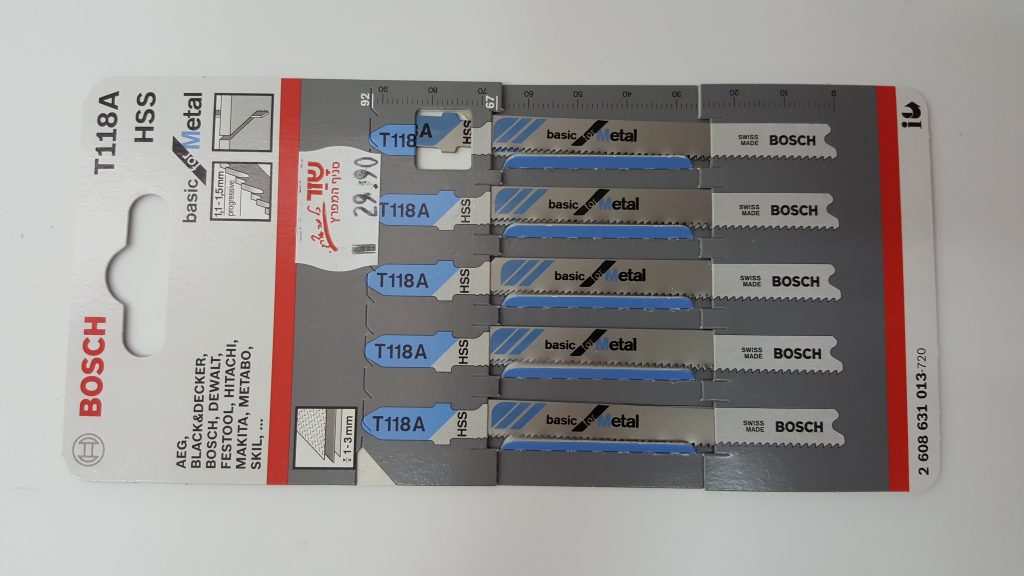 T118A
HSS
basic for Metal
1,1-1,5mm
progressive
BOSCH
AEG,
BLACK&DECKER,
BOSCH, DEWALT,
FESTOOL, HITACHI,
MAKITA, METABO,
SKIL, ...
סניף המפרץ
29.90
1-3 mm
92 90 80 70 67 60 50 40 30 20 10 0
T118A HSS basic for Metal SWISS MADE BOSCH
T118A HSS basic for Metal SWISS MADE BOSCH
T118A HSS basic for Metal SWISS MADE BOSCH
T118A HSS basic for Metal SWISS MADE BOSCH
T118A HSS basic for Metal SWISS MADE BOSCH
2 608 631 013-720